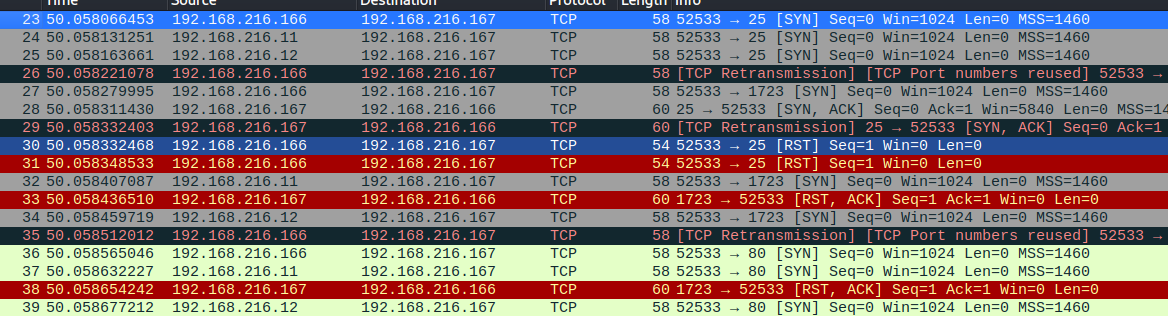 Time Source Destination Protocol Length Info
23 50.058066453 192.168.216.166 192.168.216.167 TCP 58 52533 → 25 [SYN] Seq=0 Win=1024 Len=0 MSS=1460
24 50.058131251 192.168.216.11 192.168.216.167 TCP 58 52533 → 25 [SYN] Seq=0 Win=1024 Len=0 MSS=1460
25 50.058163661 192.168.216.12 192.168.216.167 TCP 58 52533 → 25 [SYN] Seq=0 Win=1024 Len=0 MSS=1460
26 50.058221078 192.168.216.166 192.168.216.167 TCP 58 [TCP Retransmission] [TCP Port numbers reused] 52533 →
27 50.058279995 192.168.216.166 192.168.216.167 TCP 58 52533 → 1723 [SYN] Seq=0 Win=1024 Len=0 MSS=1460
28 50.058311430 192.168.216.167 192.168.216.166 TCP 60 25 → 52533 [SYN, ACK] Seq=0 Ack=1 Win=5840 Len=0 MSS=14
29 50.058332403 192.168.216.167 192.168.216.166 TCP 60 [TCP Retransmission] 25 → 52533 [SYN, ACK] Seq=0 Ack=1
30 50.058332468 192.168.216.166 192.168.216.167 TCP 54 52533 → 25 [RST] Seq=1 Win=0 Len=0
31 50.058348533 192.168.216.166 192.168.216.167 TCP 54 52533 → 25 [RST] Seq=1 Win=0 Len=0
32 50.058407087 192.168.216.11 192.168.216.167 TCP 58 52533 → 1723 [SYN] Seq=0 Win=1024 Len=0 MSS=1460
33 50.058436510 192.168.216.167 192.168.216.166 TCP 60 1723 → 52533 [RST, ACK] Seq=1 Ack=1 Win=0 Len=0
34 50.058459719 192.168.216.12 192.168.216.167 TCP 58 52533 → 1723 [SYN] Seq=0 Win=1024 Len=0 MSS=1460
35 50.058512012 192.168.216.166 192.168.216.167 TCP 58 [TCP Retransmission] [TCP Port numbers reused] 52533 →
36 50.058565046 192.168.216.166 192.168.216.167 TCP 58 52533 → 80 [SYN] Seq=0 Win=1024 Len=0 MSS=1460
37 50.058632227 192.168.216.11 192.168.216.167 TCP 58 52533 → 80 [SYN] Seq=0 Win=1024 Len=0 MSS=1460
38 50.058654242 192.168.216.167 192.168.216.166 TCP 60 1723 → 52533 [RST, ACK] Seq=1 Ack=1 Win=0 Len=0
39 50.058677212 192.168.216.12 192.168.216.167 TCP 58 52533 → 80 [SYN] Seq=0 Win=1024 Len=0 MSS=1460